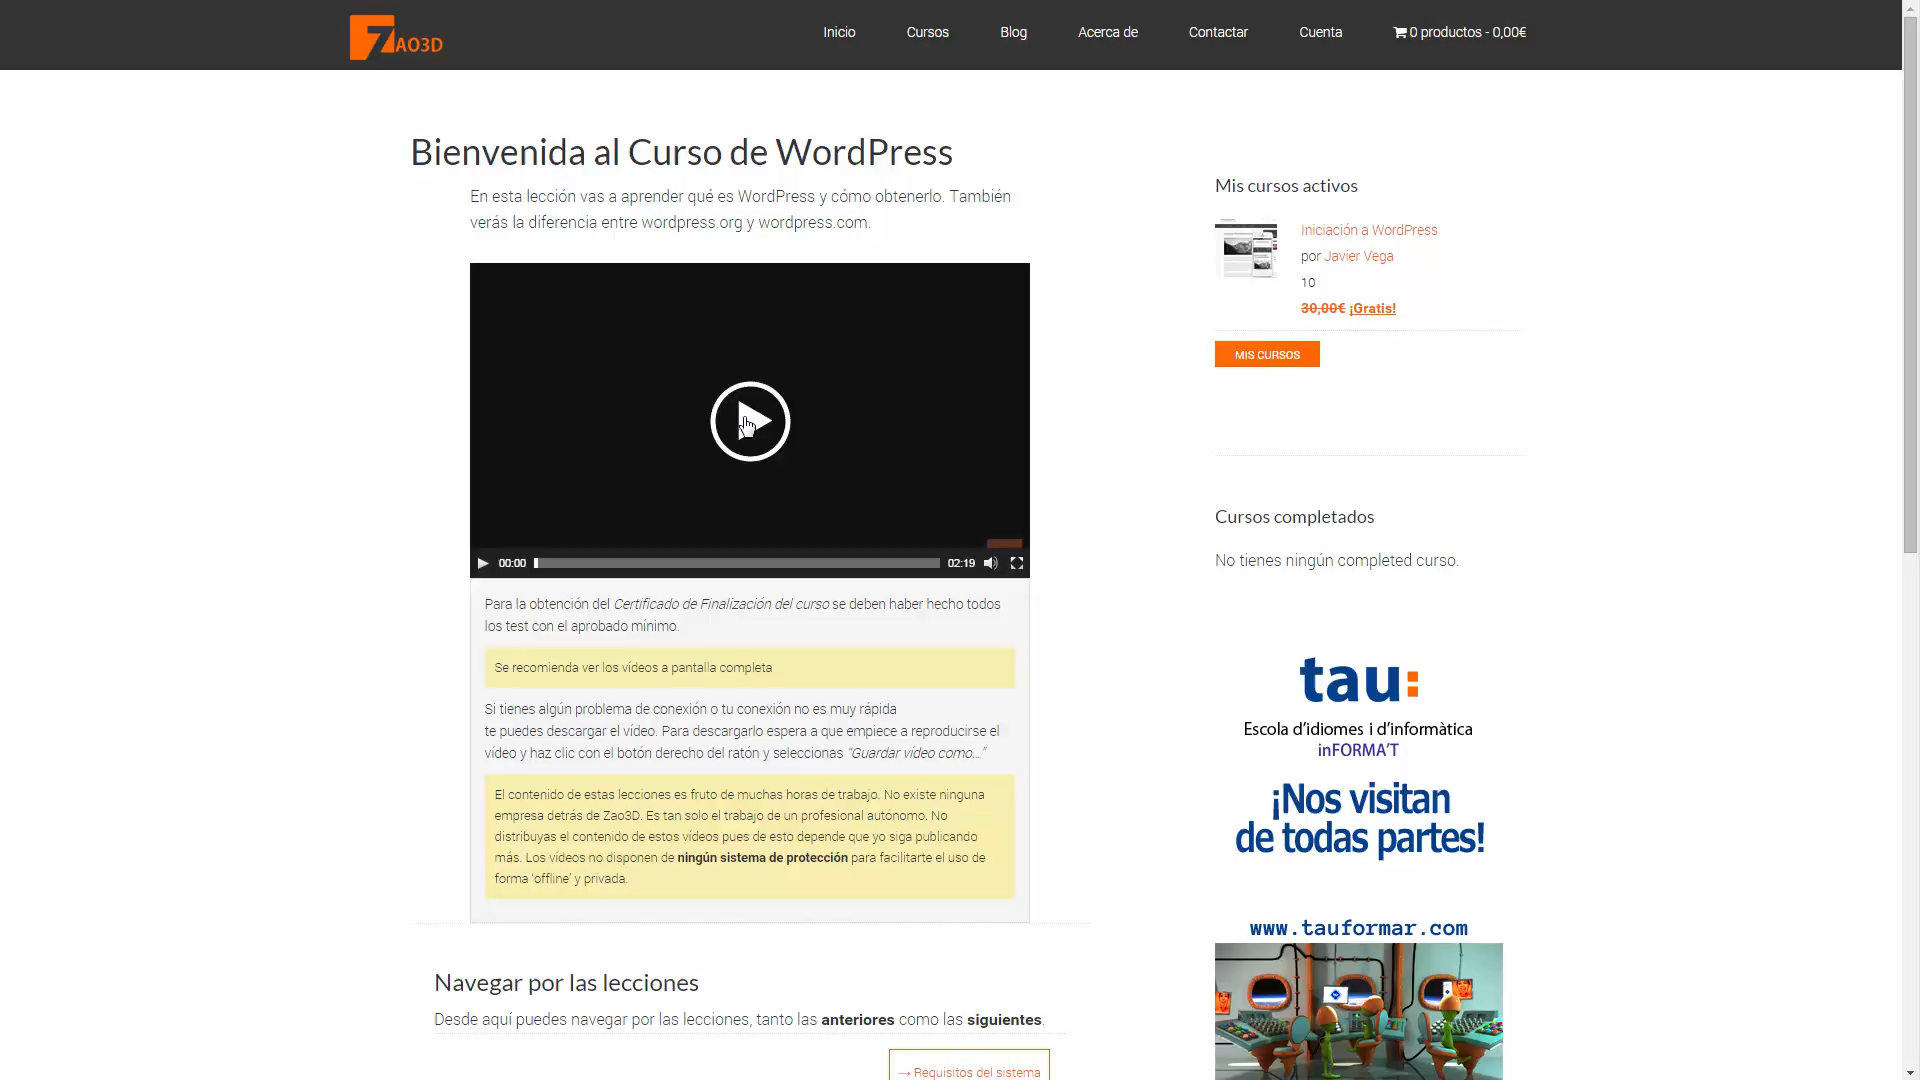 ZAO3D
Inicio
Cursos
Blog
Acerca de
Contactar
Cuenta
0 productos - 0,00€
Bienvenida al Curso de WordPress
En esta lección vas a aprender qué es WordPress y cómo obtenerlo. También
verás la diferencia entre wordpress.org y wordpress.com.
00:00
02:19
Para la obtención del Certificado de Finalización del curso se deben haber hecho todos
los test con el aprobado mínimo.
Se recomienda ver los vídeos a pantalla completa
Si tienes algún problema de conexión o tu conexión no es muy rápida
te puedes descargar el vídeo. Para descargarlo espera a que empiece a reproducirse el
vídeo y haz clic con el botón derecho del ratón y seleccionas “Guardar vídeo como...”
El contenido de estas lecciones es fruto de muchas horas de trabajo. No existe ninguna
empresa detrás de Zao3D. Es tan solo el trabajo de un profesional autónomo. No
distribuyas el contenido de estos vídeos pues de esto depende que yo siga publicando
más. Los vídeos no disponen de ningún sistema de protección para facilitarte el uso de
forma ‘offline’ y privada.
Navegar por las lecciones
Desde aquí puedes navegar por las lecciones, tanto las anteriores como las siguientes.
→ Requisitos del sistema
Mis cursos activos
Iniciación a WordPress
por Javier Vega
10
30,00€ ¡Gratis!
MIS CURSOS
Cursos completados
No tienes ningún completed curso.
tau:
Escola d'idiomes i d'informàtica
inFORMA'T
¡Nos visitan
de todas partes!
www.tauformar.com